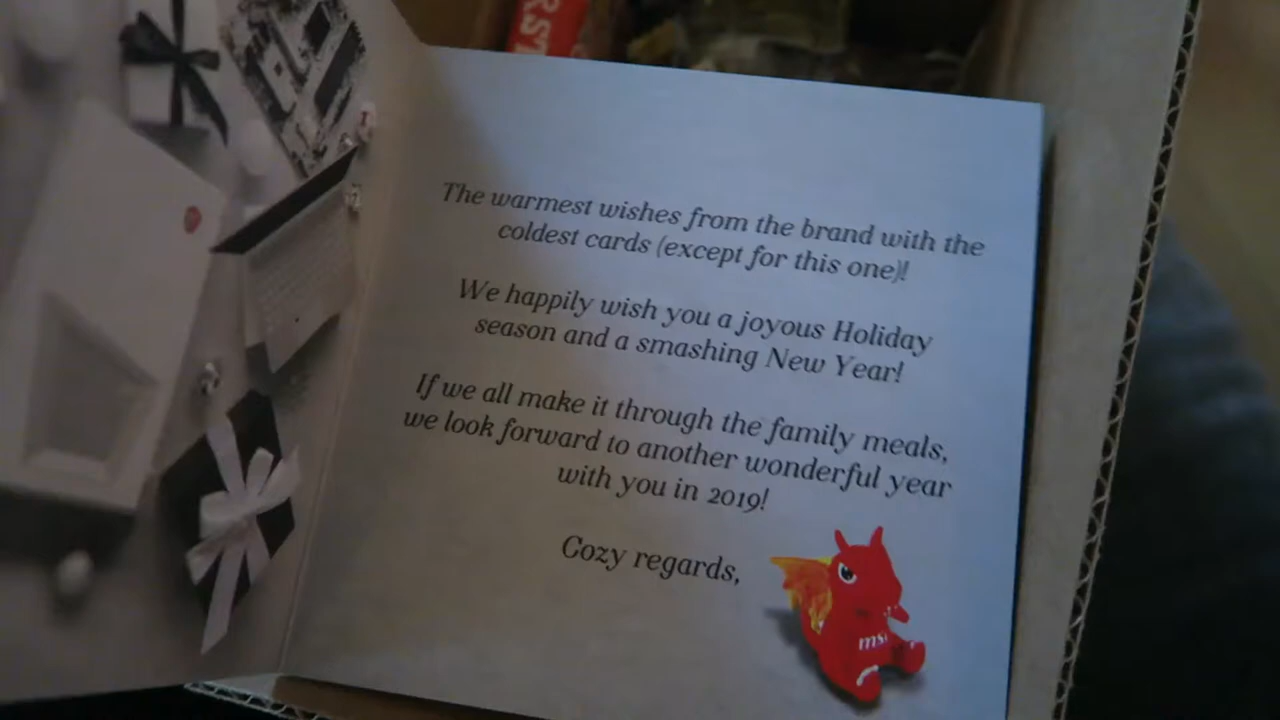 The warmest wishes from the brand with the
coldest cards (except for this one)!
We happily wish you a joyous Holiday
season and a smashing New Year!
If we all make it through the family meals,
we look forward to another wonderful year
with you in 2019!
Cozy regards,
msi